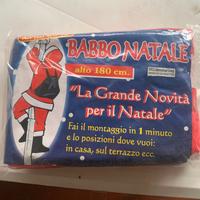 BABBO NATALE
alto 180 cm.
"La Grande Novità
per il Natale"
Fai il montaggio in 1 minuto
e lo posizioni dove vuoi:
in casa, sul terrazzo ecc.